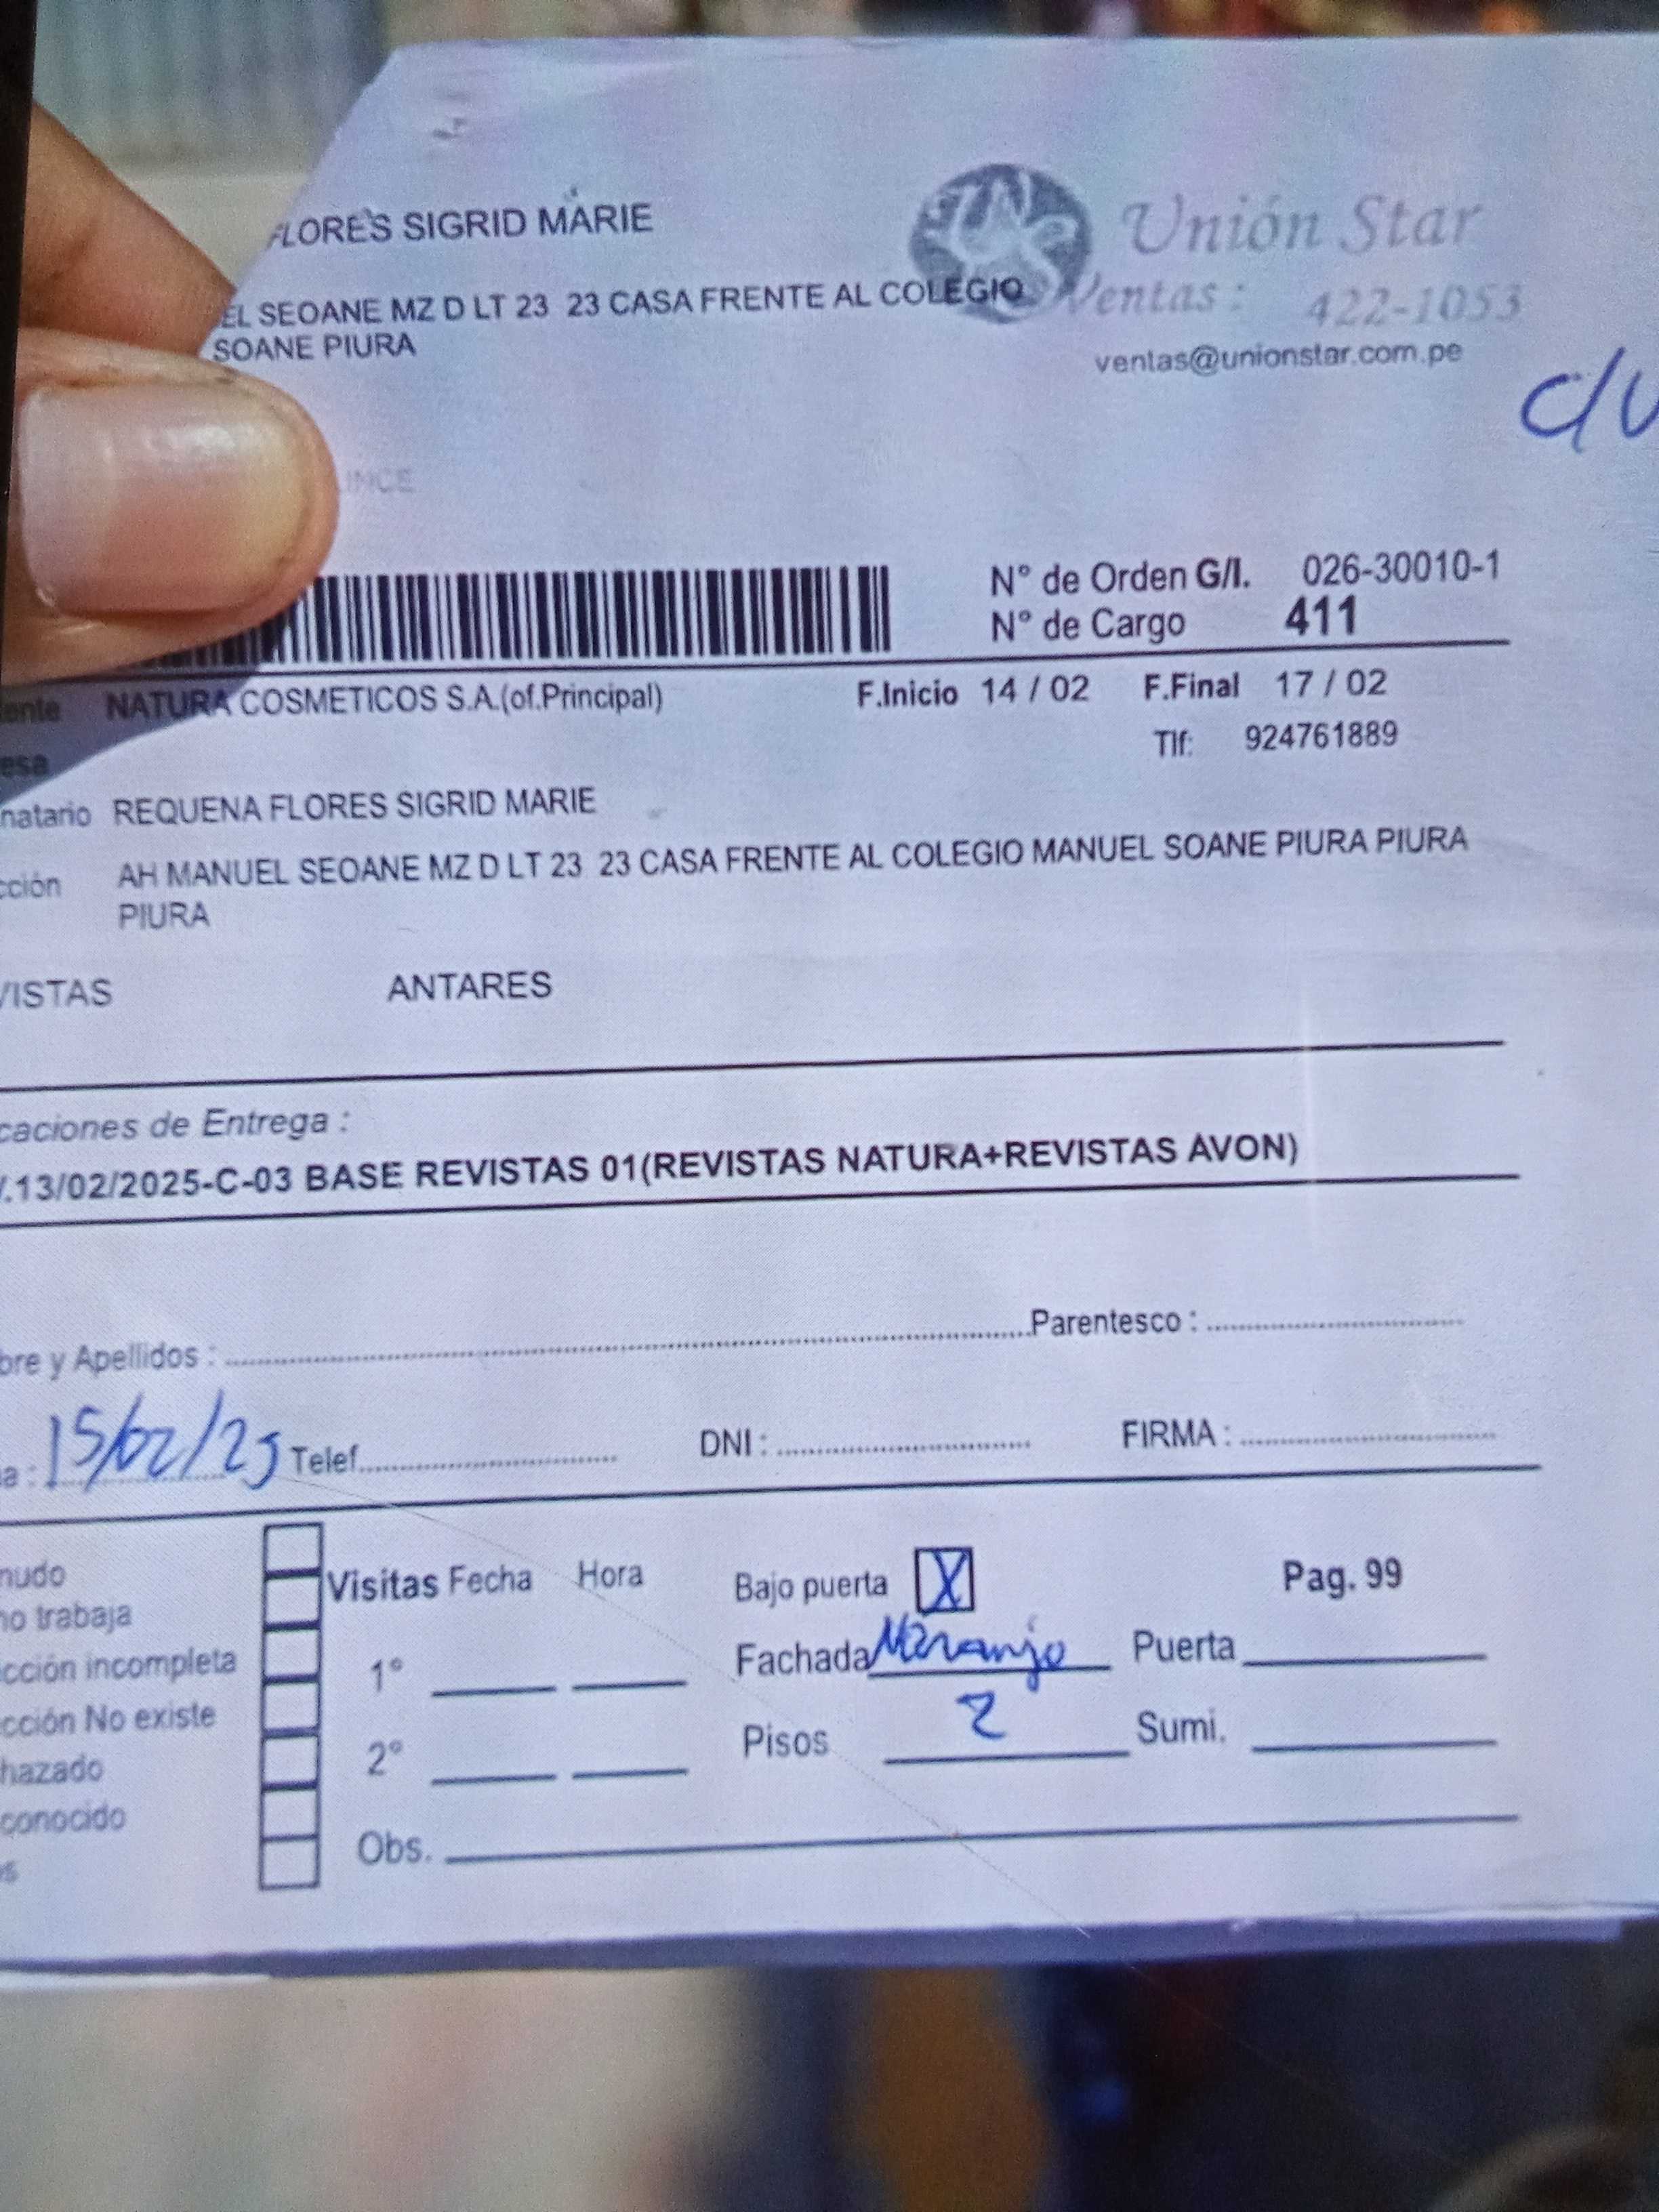 FLORES SIGRID MARIE
Unión Star
EL SEOANE MZ D LT 23 23 CASA FRENTE AL COLEGIO
Ventas: 422-1053
SOANE PIURA
ventas@unionstar.com.pe
N° de Orden G/I. 026-30010-1
N° de Cargo 411
NATURA COSMETICOS S.A.(of.Principal) F.Inicio 14 / 02 F.Final 17 / 02
Tlf: 924761889
natario REQUENA FLORES SIGRID MARIE
cción AH MANUEL SEOANE MZ D LT 23 23 CASA FRENTE AL COLEGIO MANUEL SOANE PIURA PIURA
PIURA
VISTAS ANTARES
caciones de Entrega :
.13/02/2025-C-03 BASE REVISTAS 01(REVISTAS NATURA+REVISTAS AVON)
bre y Apellidos : Parentesco :
a : 15/02/25 Telef. DNI : FIRMA :
nudo
Visitas Fecha Hora Bajo puerta X Pag. 99
no trabaja
cción incompleta 1° Fachada Naranjo Puerta
cción No existe
2° Pisos 2 Sumi.
hazado
conocido
Obs.